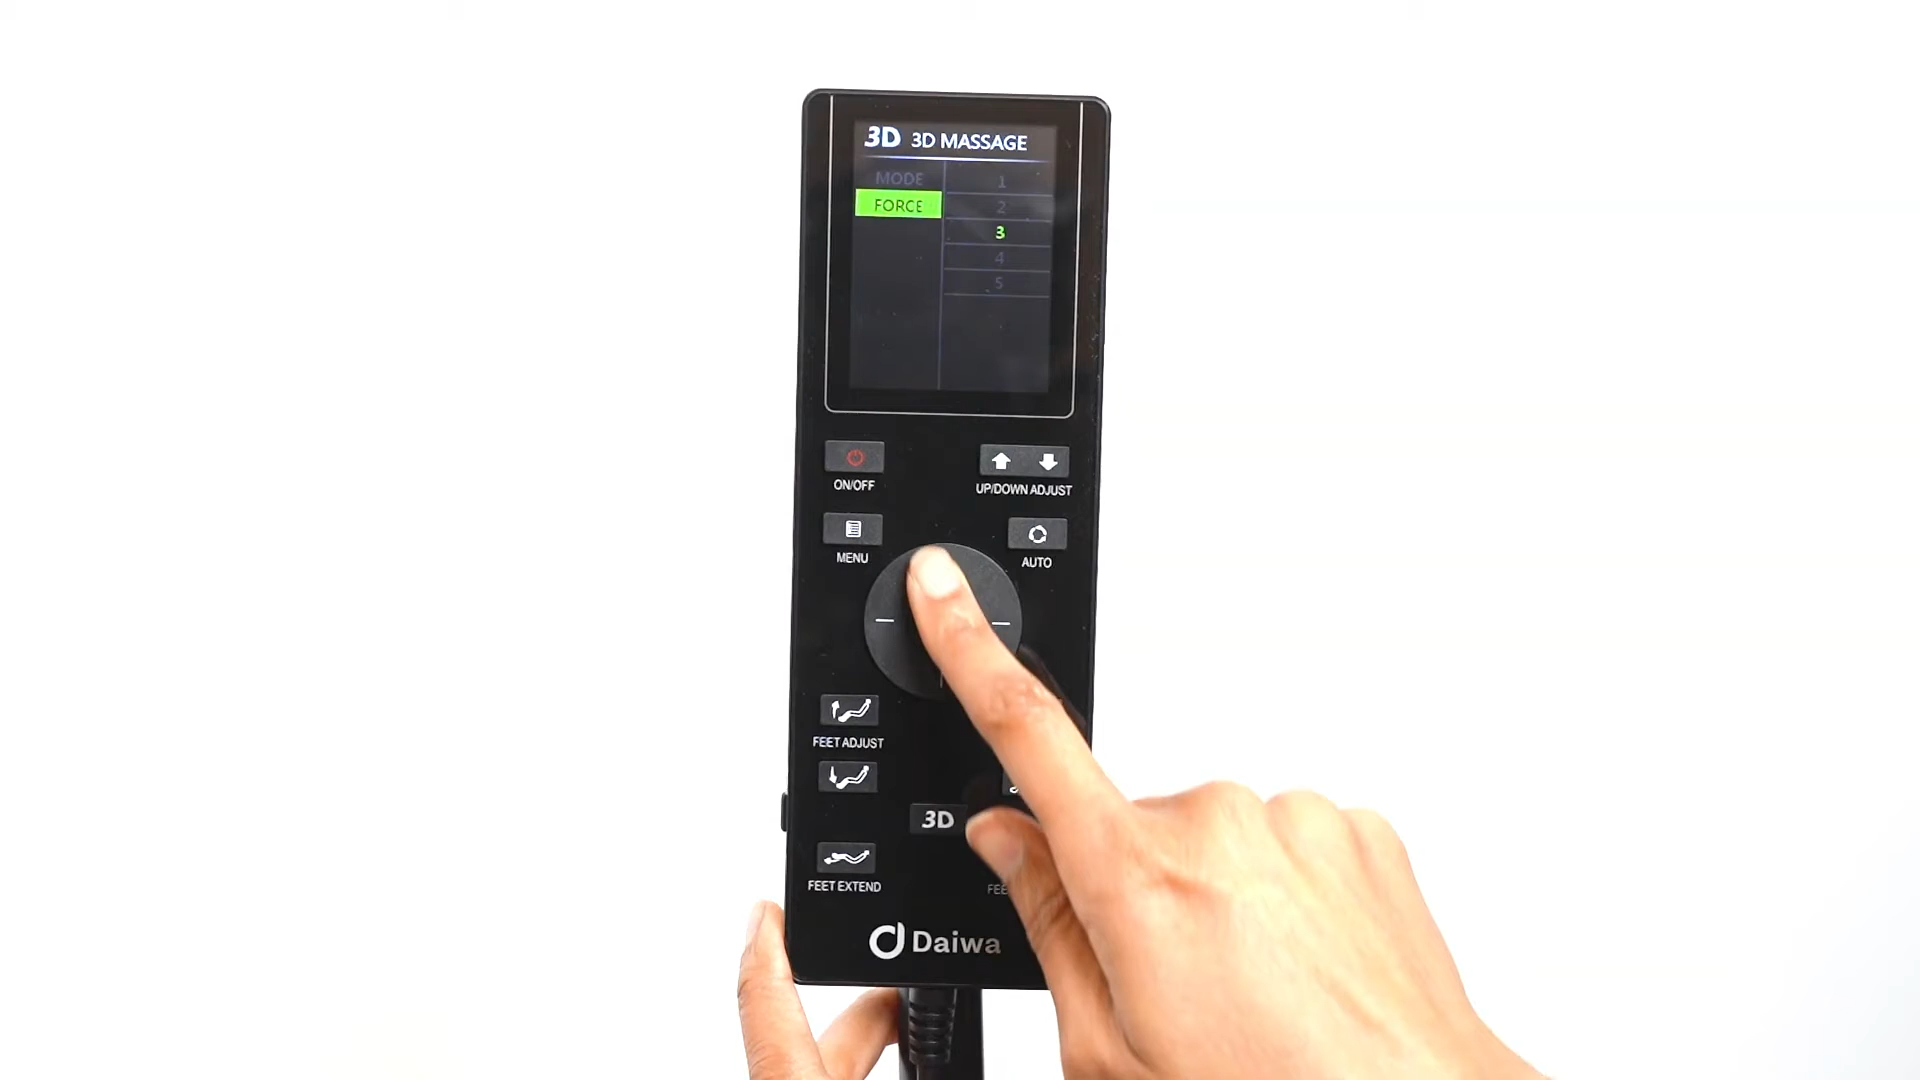 3D 3D MASSAGE
MODE 1
FORCE 2
3
4
5
ON/OFF
UP/DOWN ADJUST
MENU
AUTO
FEET ADJUST
3D
FEET EXTEND
Daiwa